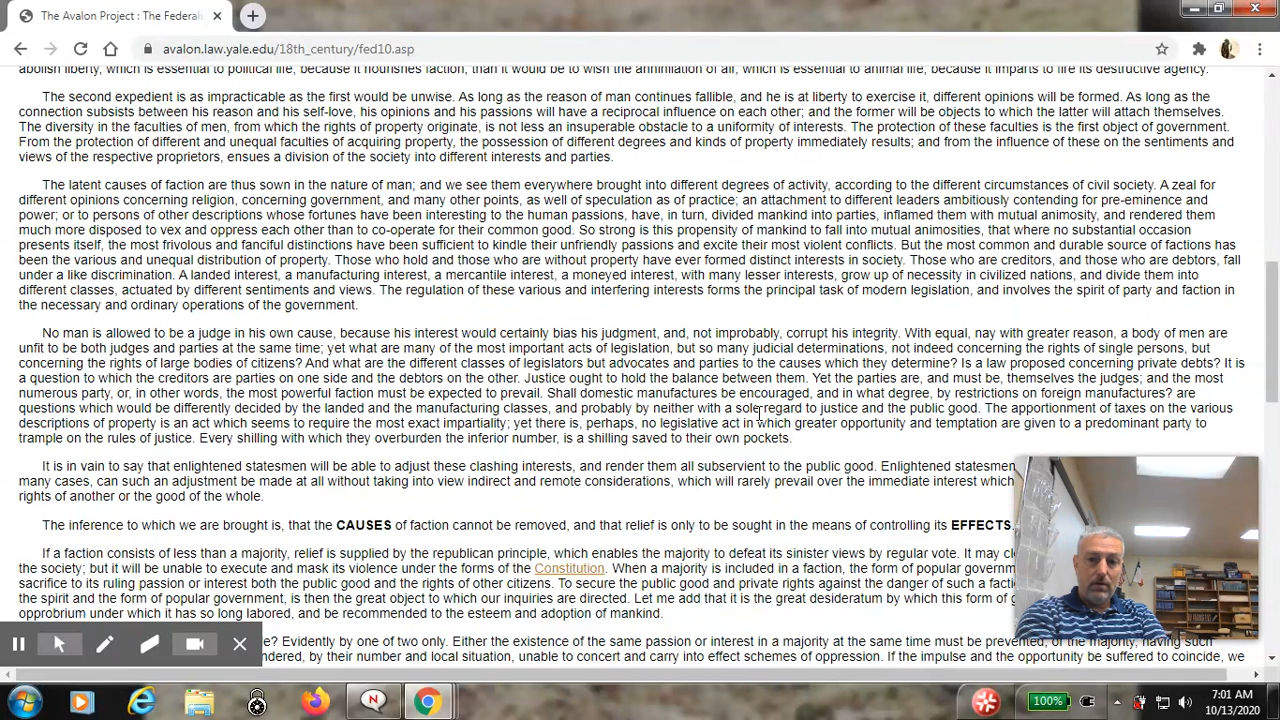 The Avalon Project : The Federali
avalon.law.yale.edu/18th_century/fed10.asp
abolish liberty, which is essential to political life, because it nourishes faction, than it would be to wish the annihilation of air, which is essential to animal life, because it imparts to fire its destructive agency.
The second expedient is as impracticable as the first would be unwise. As long as the reason of man continues fallible, and he is at liberty to exercise it, different opinions will be formed. As long as the
connection subsists between his reason and his self-love, his opinions and his passions will have a reciprocal influence on each other; and the former will be objects to which the latter will attach themselves.
The diversity in the faculties of men, from which the rights of property originate, is not less an insuperable obstacle to a uniformity of interests. The protection of these faculties is the first object of government.
From the protection of different and unequal faculties of acquiring property, the possession of different degrees and kinds of property immediately results; and from the influence of these on the sentiments and
views of the respective proprietors, ensues a division of the society into different interests and parties.
The latent causes of faction are thus sown in the nature of man; and we see them everywhere brought into different degrees of activity, according to the different circumstances of civil society. A zeal for
different opinions concerning religion, concerning government, and many other points, as well of speculation as of practice; an attachment to different leaders ambitiously contending for pre-eminence and
power; or to persons of other descriptions whose fortunes have been interesting to the human passions, have, in turn, divided mankind into parties, inflamed them with mutual animosity, and rendered them
much more disposed to vex and oppress each other than to co-operate for their common good. So strong is this propensity of mankind to fall into mutual animosities, that where no substantial occasion
presents itself, the most frivolous and fanciful distinctions have been sufficient to kindle their unfriendly passions and excite their most violent conflicts. But the most common and durable source of factions has
been the various and unequal distribution of property. Those who hold and those who are without property have ever formed distinct interests in society. Those who are creditors, and those who are debtors, fall
under a like discrimination. A landed interest, a manufacturing interest, a mercantile interest, a moneyed interest, with many lesser interests, grow up of necessity in civilized nations, and divide them into
different classes, actuated by different sentiments and views. The regulation of these various and interfering interests forms the principal task of modern legislation, and involves the spirit of party and faction in
the necessary and ordinary operations of the government.
No man is allowed to be a judge in his own cause, because his interest would certainly bias his judgment, and, not improbably, corrupt his integrity. With equal, nay with greater reason, a body of men are
unfit to be both judges and parties at the same time; yet what are many of the most important acts of legislation, but so many judicial determinations, not indeed concerning the rights of single persons, but
concerning the rights of large bodies of citizens? And what are the different classes of legislators but advocates and parties to the causes which they determine? Is a law proposed concerning private debts? It is
a question to which the creditors are parties on one side and the debtors on the other. Justice ought to hold the balance between them. Yet the parties are, and must be, themselves the judges; and the most
numerous party, or, in other words, the most powerful faction must be expected to prevail. Shall domestic manufactures be encouraged, and in what degree, by restrictions on foreign manufactures? are
questions which would be differently decided by the landed and the manufacturing classes, and probably by neither with a sole regard to justice and the public good. The apportionment of taxes on the various
descriptions of property is an act which seems to require the most exact impartiality; yet there is, perhaps, no legislative act in which greater opportunity and temptation are given to a predominant party to
trample on the rules of justice. Every shilling with which they overburden the inferior number, is a shilling saved to their own pockets.
It is in vain to say that enlightened statesmen will be able to adjust these clashing interests, and render them all subservient to the public good. Enlightened statesmen
many cases, can such an adjustment be made at all without taking into view indirect and remote considerations, which will rarely prevail over the immediate interest which
rights of another or the good of the whole.
The inference to which we are brought is, that the CAUSES of faction cannot be removed, and that relief is only to be sought in the means of controlling its EFFECTS.
If a faction consists of less than a majority, relief is supplied by the republican principle, which enables the majority to defeat its sinister views by regular vote. It may cl
the society; but it will be unable to execute and mask its violence under the forms of the Constitution. When a majority is included in a faction, the form of popular governm
sacrifice to its ruling passion or interest both the public good and the rights of other citizens. To secure the public good and private rights against the danger of such a facti
the spirit and the form of popular government, is then the great object to which our inquiries are directed. Let me add that it is the great desideratum by which this form of g
opprobrium under which it has so long labored, and be recommended to the esteem and adoption of mankind.
? Evidently by one of two only. Either the existence of the same passion or interest in a majority at the same time must be prevented, or the majority, having such
ndered, by their number and local situation, unable to concert and carry into effect schemes of oppression. If the impulse and the opportunity be suffered to coincide, we
100%
7:01 AM
10/13/2020